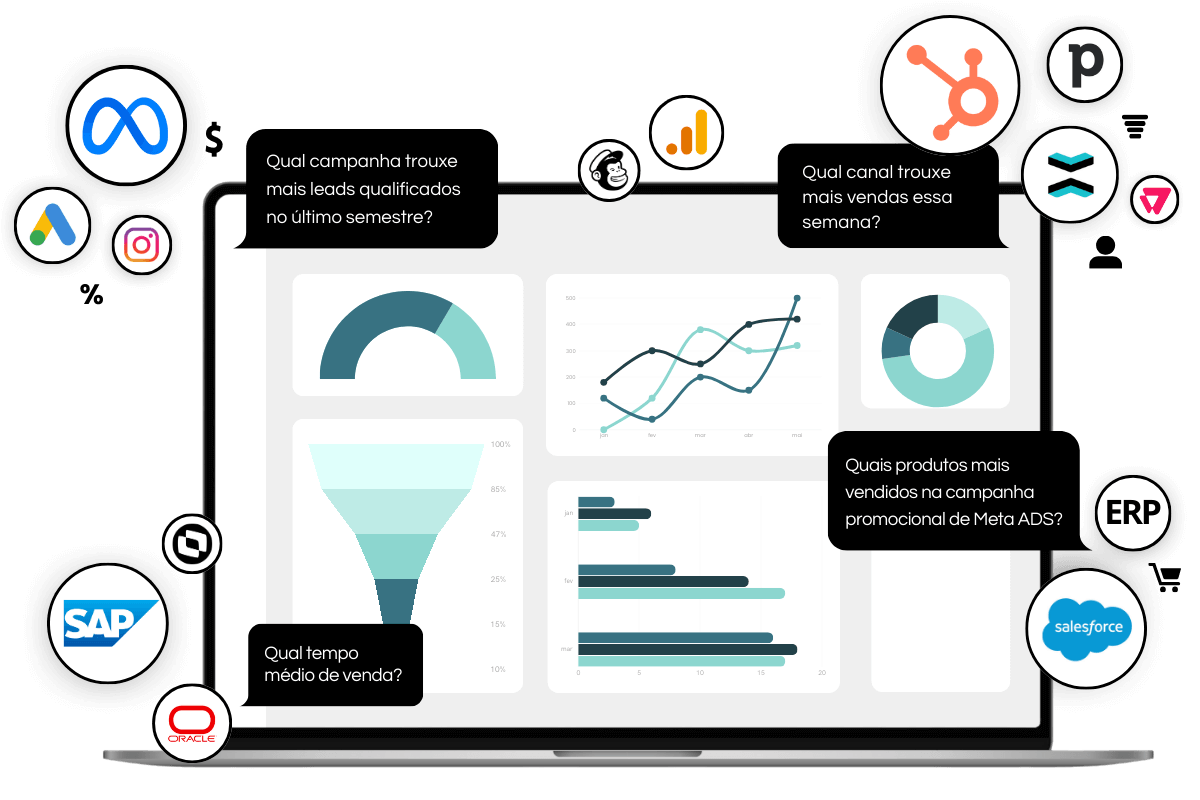 p
$
Qual campanha trouxe
mais leads qualificados
no último semestre?
Qual canal trouxe
mais vendas essa
semana?
%
500
400
300
200
100
0
jan
fev
mar
abr
mai
100%
85%
47%
25%
15%
10%
jan
fev
mar
0
5
10
15
20
Quais produtos mais
vendidos na campanha
promocional de Meta ADS?
ERP
SAP
salesforce
Qual tempo
médio de venda?
ORACLE